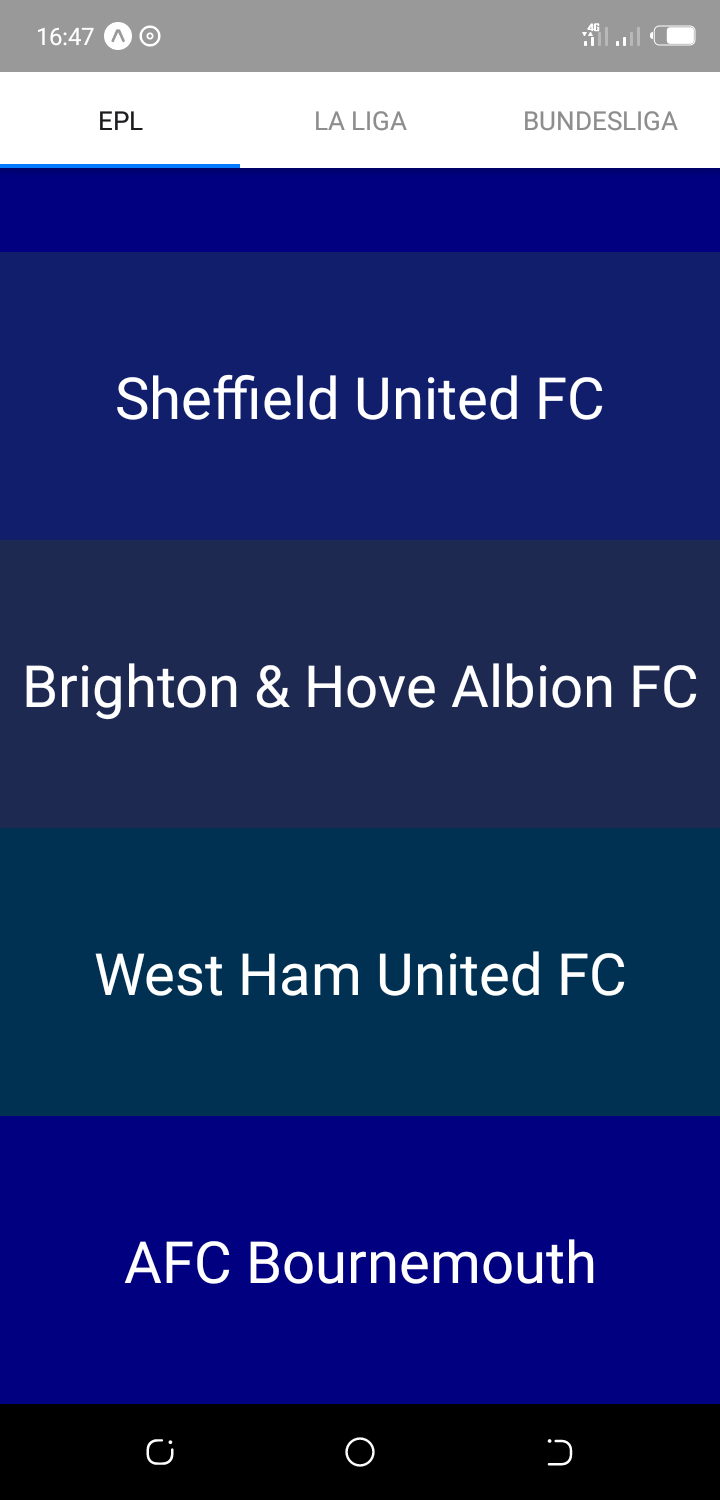 16:47 4G
EPL LA LIGA BUNDESLIGA
Sheffield United FC
Brighton & Hove Albion FC
West Ham United FC
AFC Bournemouth